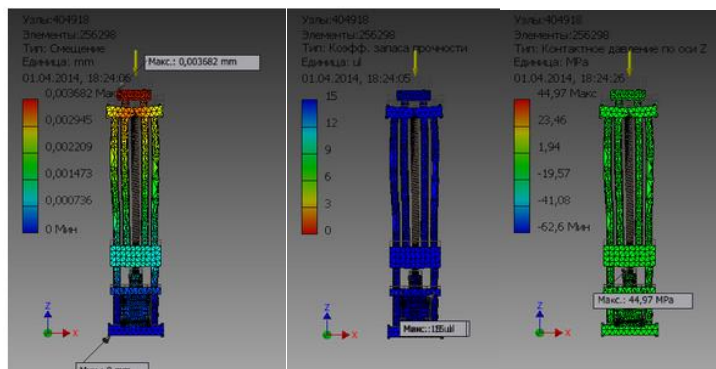 Узлы:404918
Элементы:256298
Тип: Смещение
Единица: mm
01.04.2014, 18:24:06
Макс.: 0,003682 mm
0,003682 Макс
0,002945
0,002209
0,001473
0,000736
0 Мин
Z
X
Узлы:404918
Элементы:256298
Тип: Коэфф. запаса прочности
Единица: ul
01.04.2014, 18:24:05
15
12
9
6
3
0
Макс.: 15 ul
Z
X
Узлы:404918
Элементы:256298
Тип: Контактное давление по оси Z
Единица: MPa
01.04.2014, 18:24:26
44,97 Макс
23,46
1,94
-19,57
-41,08
-62,6 Мин
Макс.: 44,97 MPa
Z
X